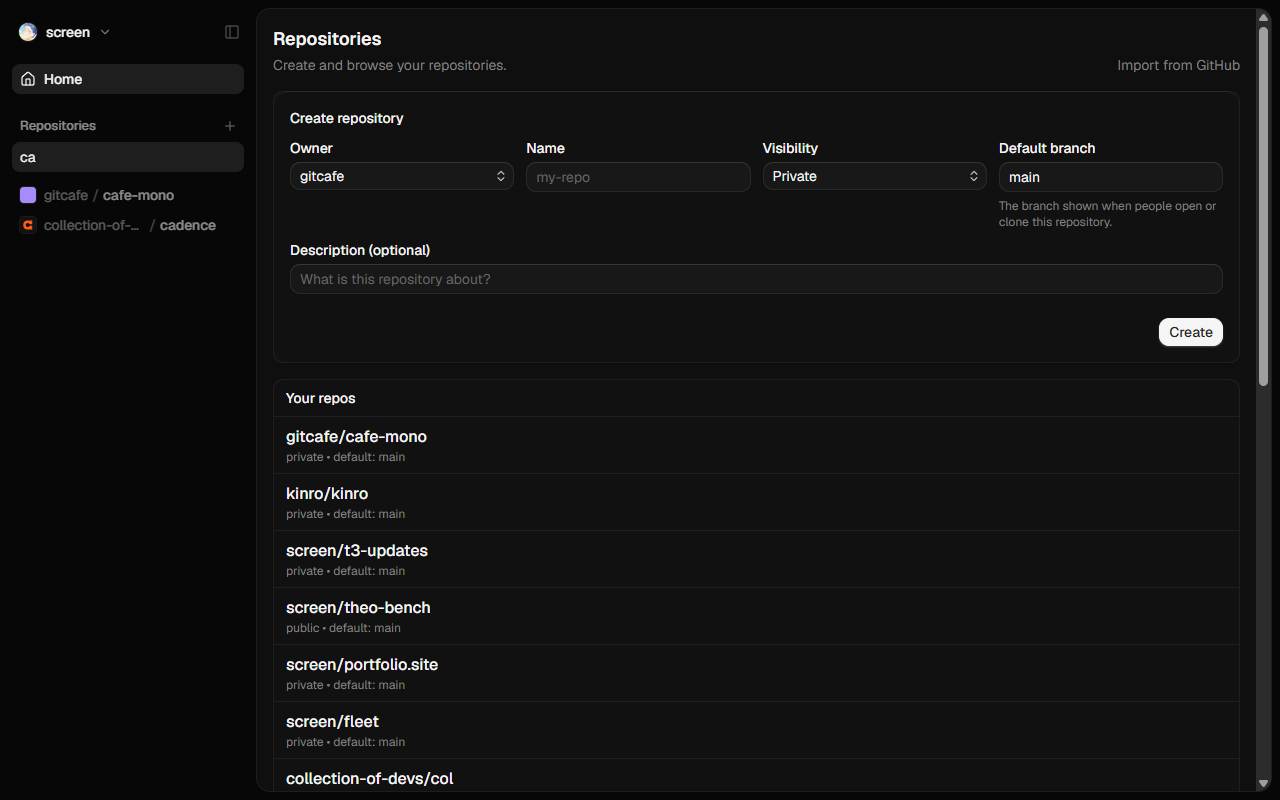 screen
Home
Repositories
ca
gitcafe / cafe-mono
collection-of-… / cadence
Repositories
Create and browse your repositories.
Import from GitHub
Create repository
Owner
gitcafe
Name
my-repo
Visibility
Private
Default branch
main
The branch shown when people open or
clone this repository.
Description (optional)
What is this repository about?
Create
Your repos
gitcafe/cafe-mono
private • default: main
kinro/kinro
private • default: main
screen/t3-updates
private • default: main
screen/theo-bench
public • default: main
screen/portfolio.site
private • default: main
screen/fleet
private • default: main
collection-of-devs/col